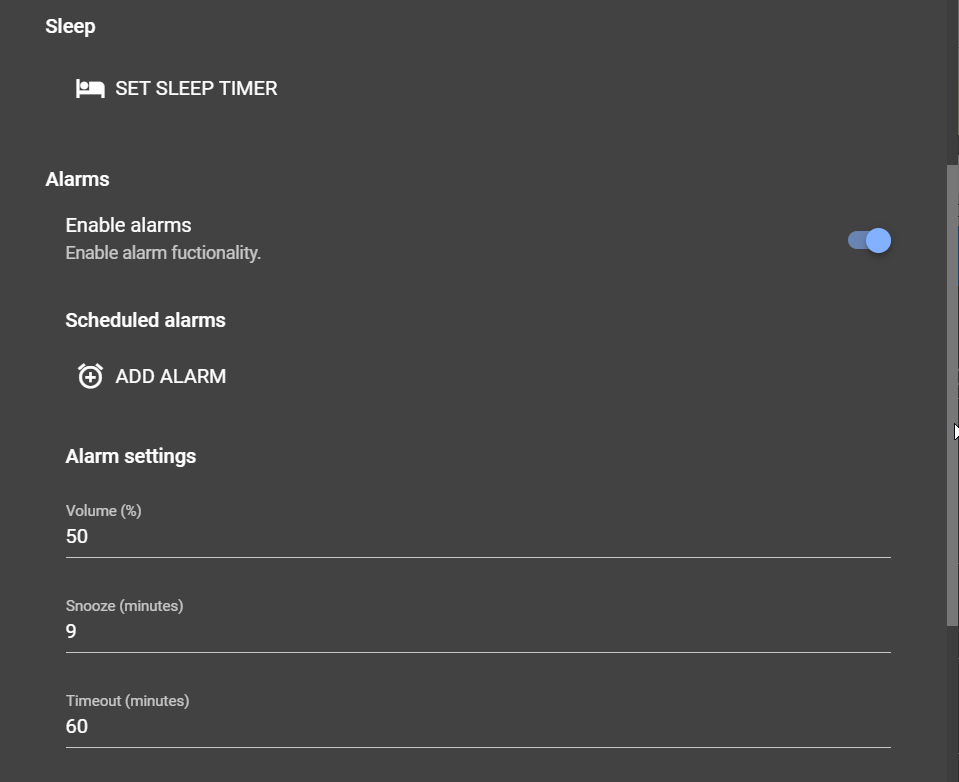 Sleep
SET SLEEP TIMER
Alarms
Enable alarms
Enable alarm fuctionality.
Scheduled alarms
ADD ALARM
Alarm settings
Volume (%)
50
Snooze (minutes)
9
Timeout (minutes)
60